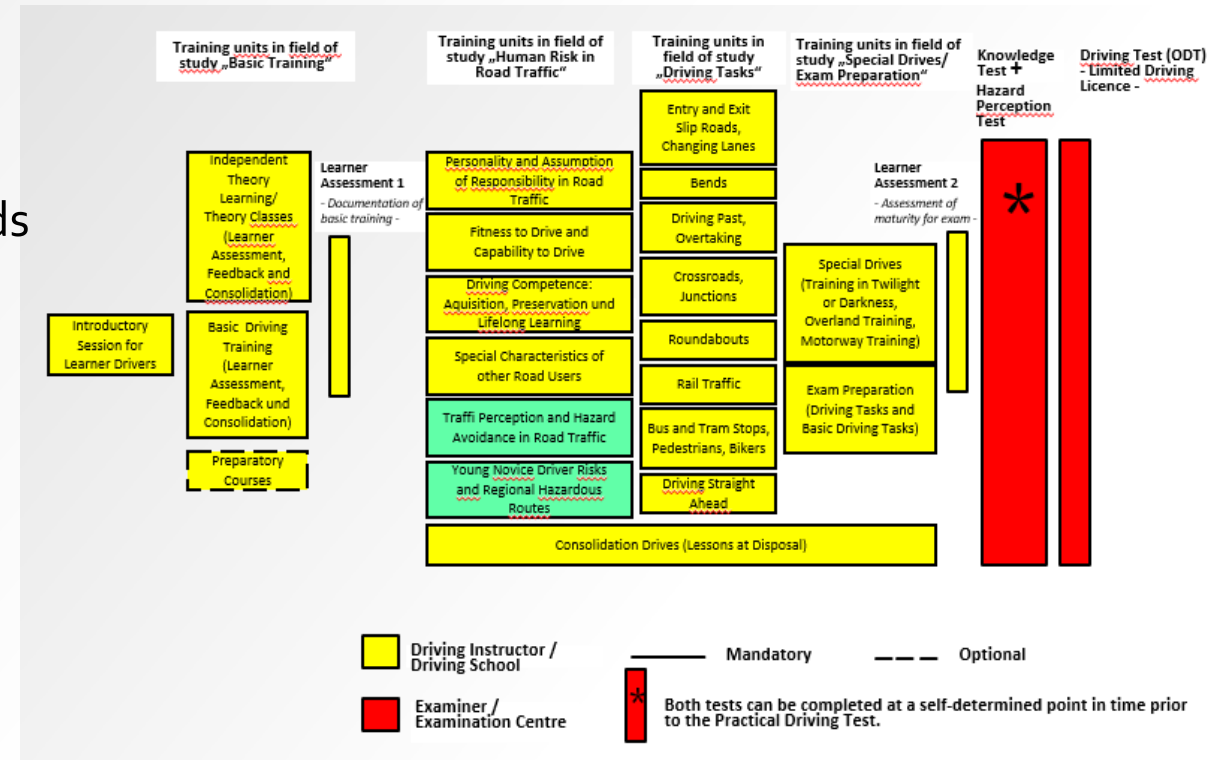 Training units in field of
study „Basic Training“
Training units in field of
study „Human Risk in
Road Traffic“
Training units in
field of study
„Driving Tasks“
Training units in field of
study „Special Drives/
Exam Preparation“
Knowledge
Test +
Hazard
Perception
Test
Driving Test (ODT)
- Limited Driving
Licence -
ds
Introductory
Session for
Learner Drivers
Independent
Theory
Learning/
Theory Classes
(Learner
Assessment,
Feedback and
Consolidation)
Basic Driving
Training
(Learner
Assessment,
Feedback und
Consolidation)
Preparatory
Courses
Learner
Assessment 1
- Documentation of
basic training -
Personality and Assumption
of Responsibility in Road
Traffic
Fitness to Drive and
Capability to Drive
Driving Competence:
Aquisition, Preservation und
Lifelong Learning
Special Characteristics of
other Road Users
Traffi Perception and Hazard
Avoidance in Road Traffic
Young Novice Driver Risks
and Regional Hazardous
Routes
Entry and Exit
Slip Roads,
Changing Lanes
Bends
Driving Past,
Overtaking
Crossroads,
Junctions
Roundabouts
Rail Traffic
Bus and Tram Stops,
Pedestrians, Bikers
Driving Straight
Ahead
Special Drives
(Training in Twilight
or Darkness,
Overland Training,
Motorway Training)
Exam Preparation
(Driving Tasks and
Basic Driving Tasks)
Learner
Assessment 2
- Assessment of
maturity for exam -
*
Consolidation Drives (Lessons at Disposal)
Driving Instructor /
Driving School
Mandatory
Optional
Examiner /
Examination Centre
*
Both tests can be completed at a self-determined point in time prior
to the Practical Driving Test.